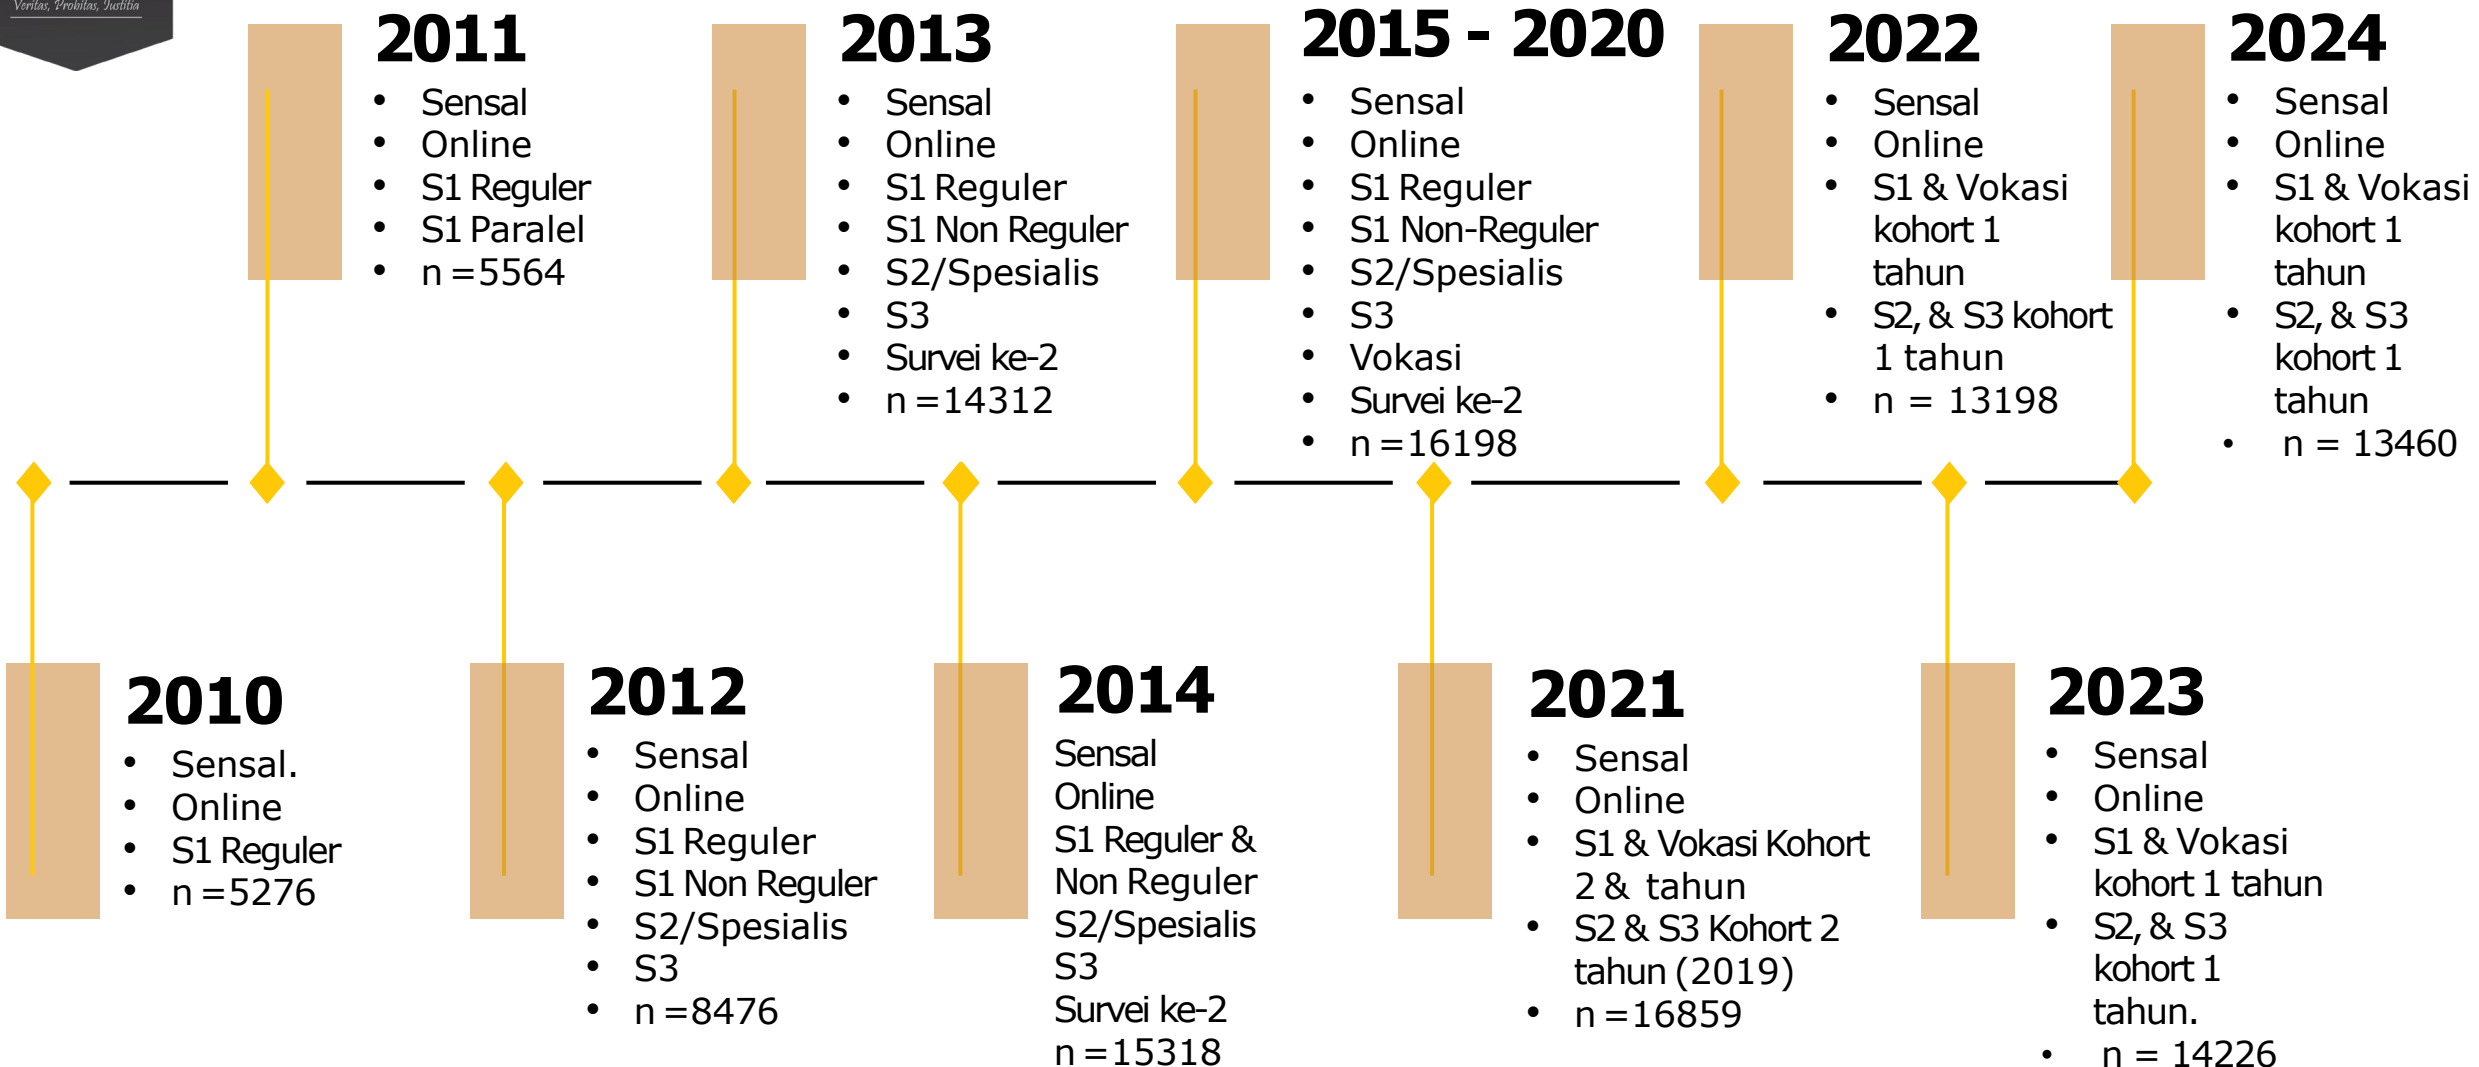 Veritas, Probitas, Justitia
2011
• Sensal
• Online
• S1 Reguler
• S1 Paralel
• n =5564
2013
• Sensal
• Online
• S1 Reguler
• S1 Non Reguler
• S2/Spesialis
• S3
• Survei ke-2
• n =14312
2015 - 2020
• Sensal
• Online
• S1 Reguler
• S1 Non-Reguler
• S2/Spesialis
• S3
• Vokasi
• Survei ke-2
• n =16198
2022
• Sensal
• Online
• S1 & Vokasi
kohort 1
tahun
• S2, & S3 kohort
1 tahun
• n = 13198
2024
• Sensal
• Online
• S1 & Vokasi
kohort 1
tahun
• S2, & S3
kohort 1
tahun
• n = 13460
2010
• Sensal.
• Online
• S1 Reguler
• n =5276
2012
• Sensal
• Online
• S1 Reguler
• S1 Non Reguler
• S2/Spesialis
• S3
• n =8476
2014
Sensal
Online
S1 Reguler &
Non Reguler
S2/Spesialis
S3
Survei ke-2
n =15318
2021
• Sensal
• Online
• S1 & Vokasi Kohort
2 & tahun
• S2 & S3 Kohort 2
tahun (2019)
• n =16859
2023
• Sensal
• Online
• S1 & Vokasi
kohort 1 tahun
• S2, & S3
kohort 1
tahun.
• n = 14226